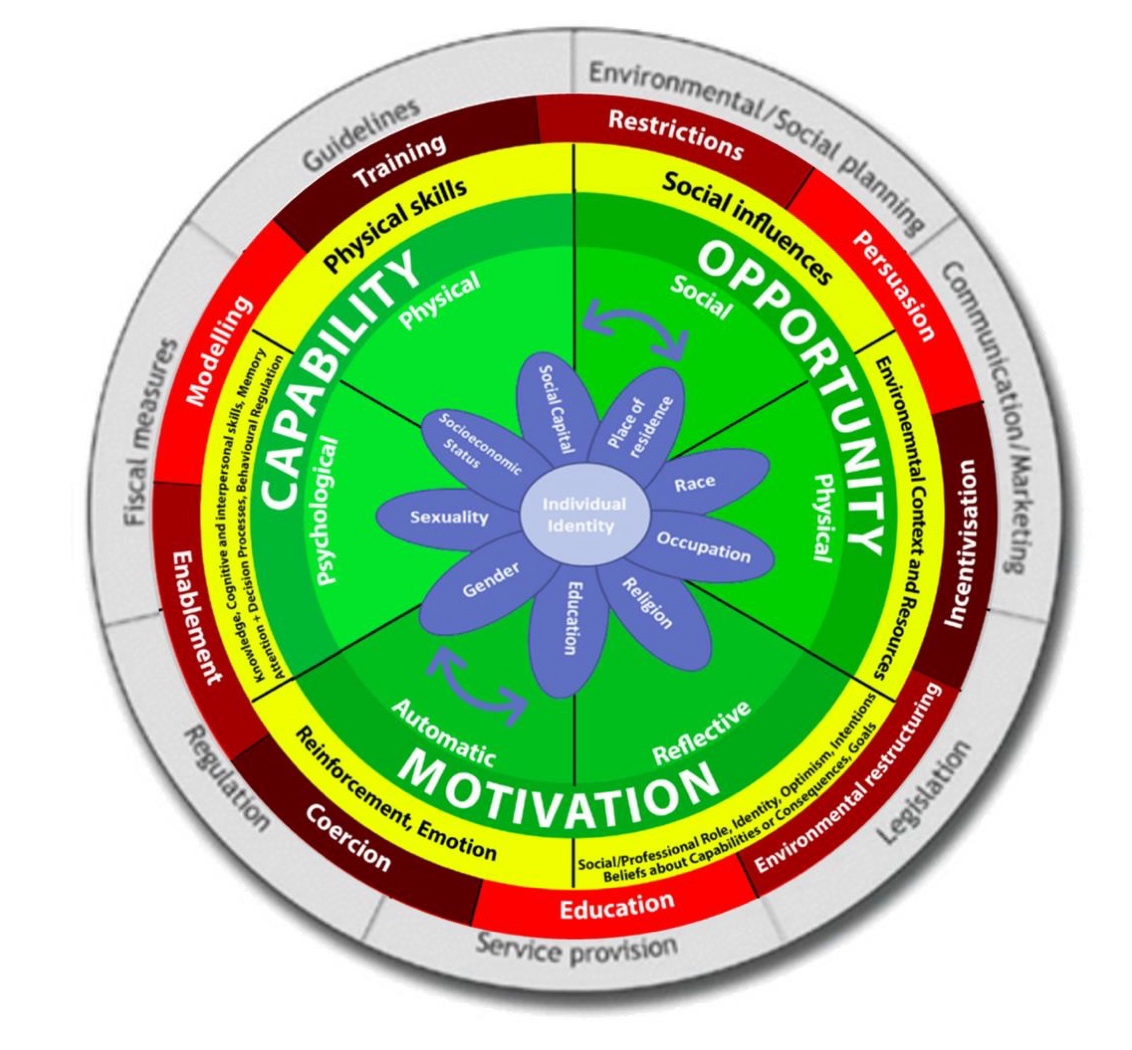 Environmental/Social planning
Communication/Marketing
Legislation
Service provision
Regulation
Fiscal measures
Guidelines
Restrictions
Persuasion
Incentivisation
Environmental restructuring
Education
Coercion
Enablement
Modelling
Training
Social influences
Environemntal Context and Resources
Social/Professional Role, Identity, Optimism, Intentions
Beliefs about Capabilities or Consequences, Goals
Reinforcement, Emotion
Knowledge, Cognitive and interpersonal skills, Memory
Attention + Decision Processes, Behavioural Regulation
Physical skills
CAPABILITY
OPPORTUNITY
MOTIVATION
Physical
Social
Physical
Reflective
Automatic
Psychological
Social Capital
Place of
residence
Race
Occupation
Religion
Education
Gender
Sexuality
Socioeconomic
Status
Individual
Identity